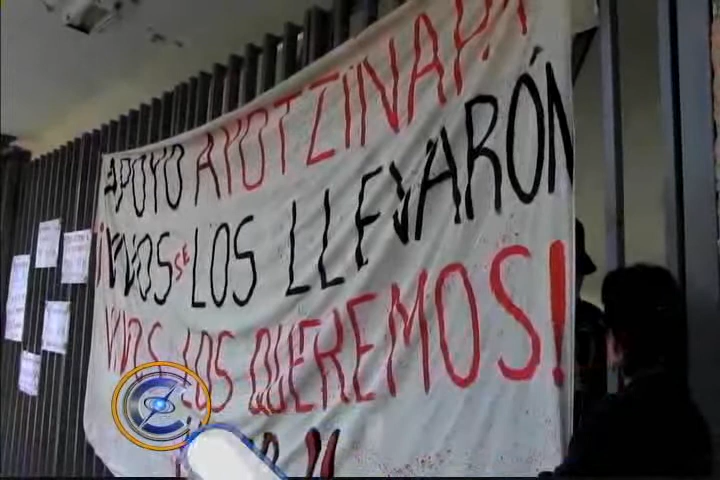 APOYO AYOTZINAPA
¡VIVOS SE LOS LLEVARÓN
VIVOS LOS QUEREMOS!